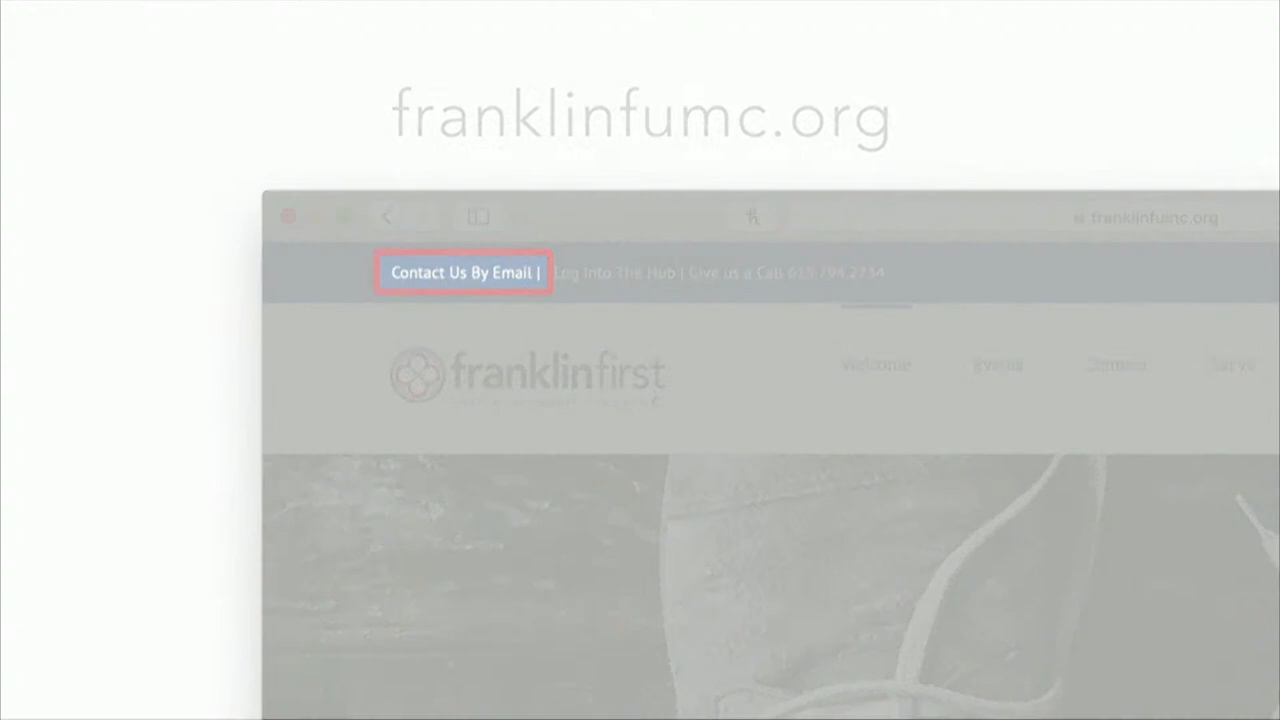 franklinfumc.org
franklinfumc.org
Contact Us By Email | Log Into The Hub | Give us a Call 615.794.2734
franklinfirst
Welcome